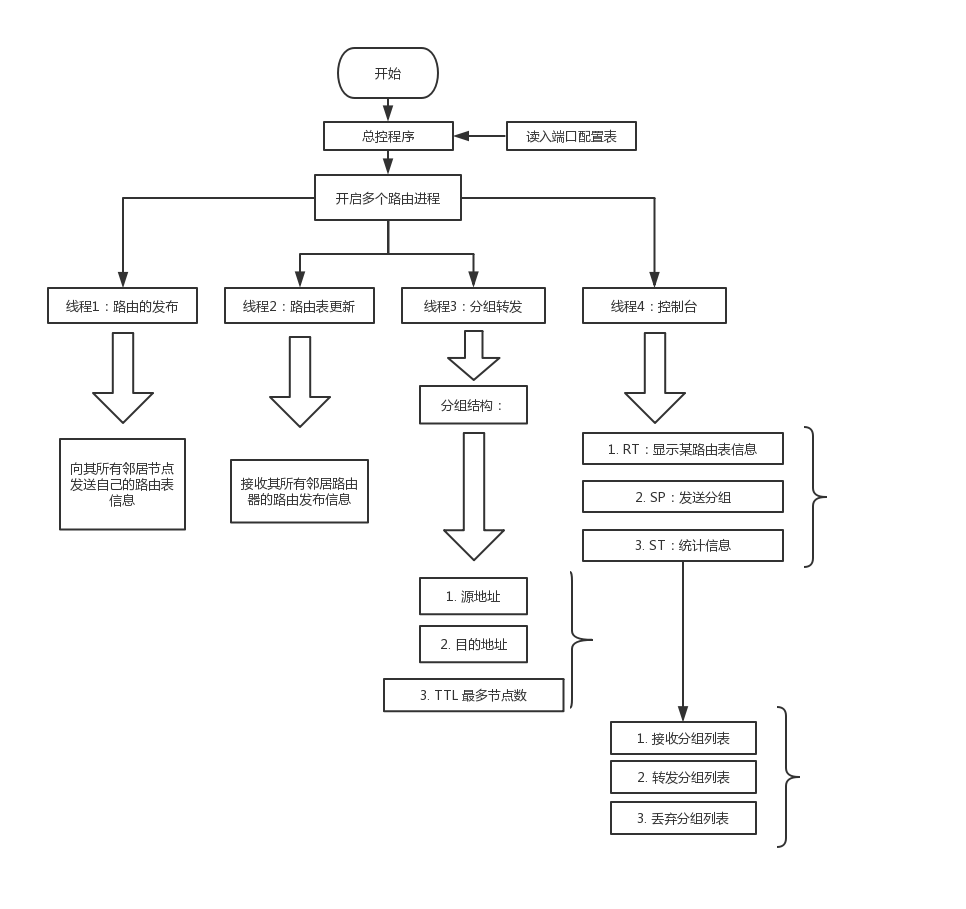 开始
总控程序
读入端口配置表
开启多个路由进程
线程1：路由的发布
线程2：路由表更新
线程3：分组转发
线程4：控制台
向其所有邻居节点
发送自己的路由表
信息
接收其所有邻居路由
器的路由发布信息
分组结构：
1. 源地址
2. 目的地址
3. TTL 最多节点数
1. RT：显示某路由表信息
2. SP：发送分组
3. ST：统计信息
1. 接收分组列表
2. 转发分组列表
3. 丢弃分组列表